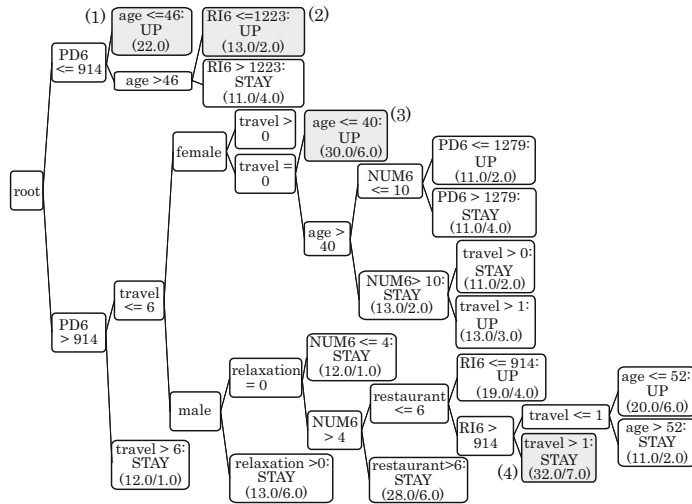 (1)
age <=46:
UP
(22.0)
RI6 <=1223:
UP
(13.0/2.0)
(2)
PD6
<= 914
age >46
RI6 > 1223:
STAY
(11.0/4.0)
travel >
0
age <= 40:
UP
(30.0/6.0)
(3)
female
travel =
0
NUM6
<= 10
PD6 <= 1279:
UP
(11.0/2.0)
root
PD6 > 1279:
STAY
(11.0/4.0)
age >
40
travel > 0:
STAY
(11.0/2.0)
travel
<= 6
NUM6> 10:
STAY
(13.0/2.0)
travel > 1:
UP
(13.0/3.0)
PD6
> 914
NUM6 <= 4:
STAY
(12.0/1.0)
relaxation
= 0
RI6 <= 914:
UP
(19.0/4.0)
age <= 52:
UP
(20.0/6.0)
male
restaurant
<= 6
travel <= 1
NUM6
> 4
RI6 >
914
age > 52:
STAY
(11.0/2.0)
travel > 6:
STAY
(12.0/1.0)
relaxation >0:
STAY
(13.0/6.0)
restaurant>6:
STAY
(28.0/6.0)
(4)
travel > 1:
STAY
(32.0/7.0)